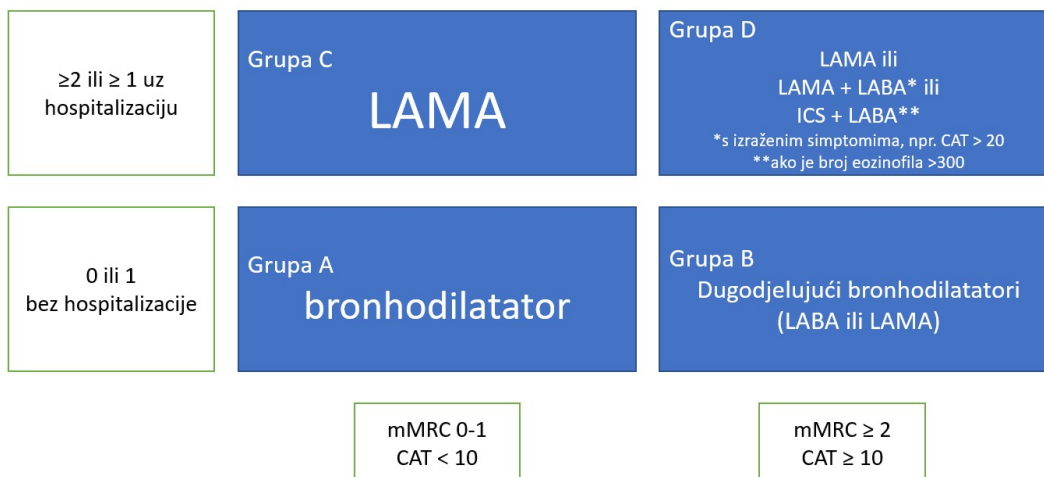 ≥2 ili ≥ 1 uz
hospitalizaciju
Grupa C
LAMA
Grupa D
LAMA ili
LAMA + LABA* ili
ICS + LABA**
*s izraženim simptomima, npr. CAT > 20
**ako je broj eozinofila >300
0 ili 1
bez hospitalizacije
Grupa A
bronhodilatator
Grupa B
Dugodjelujući bronhodilatatori
(LABA ili LAMA)
mMRC 0-1
CAT < 10
mMRC ≥ 2
CAT ≥ 10